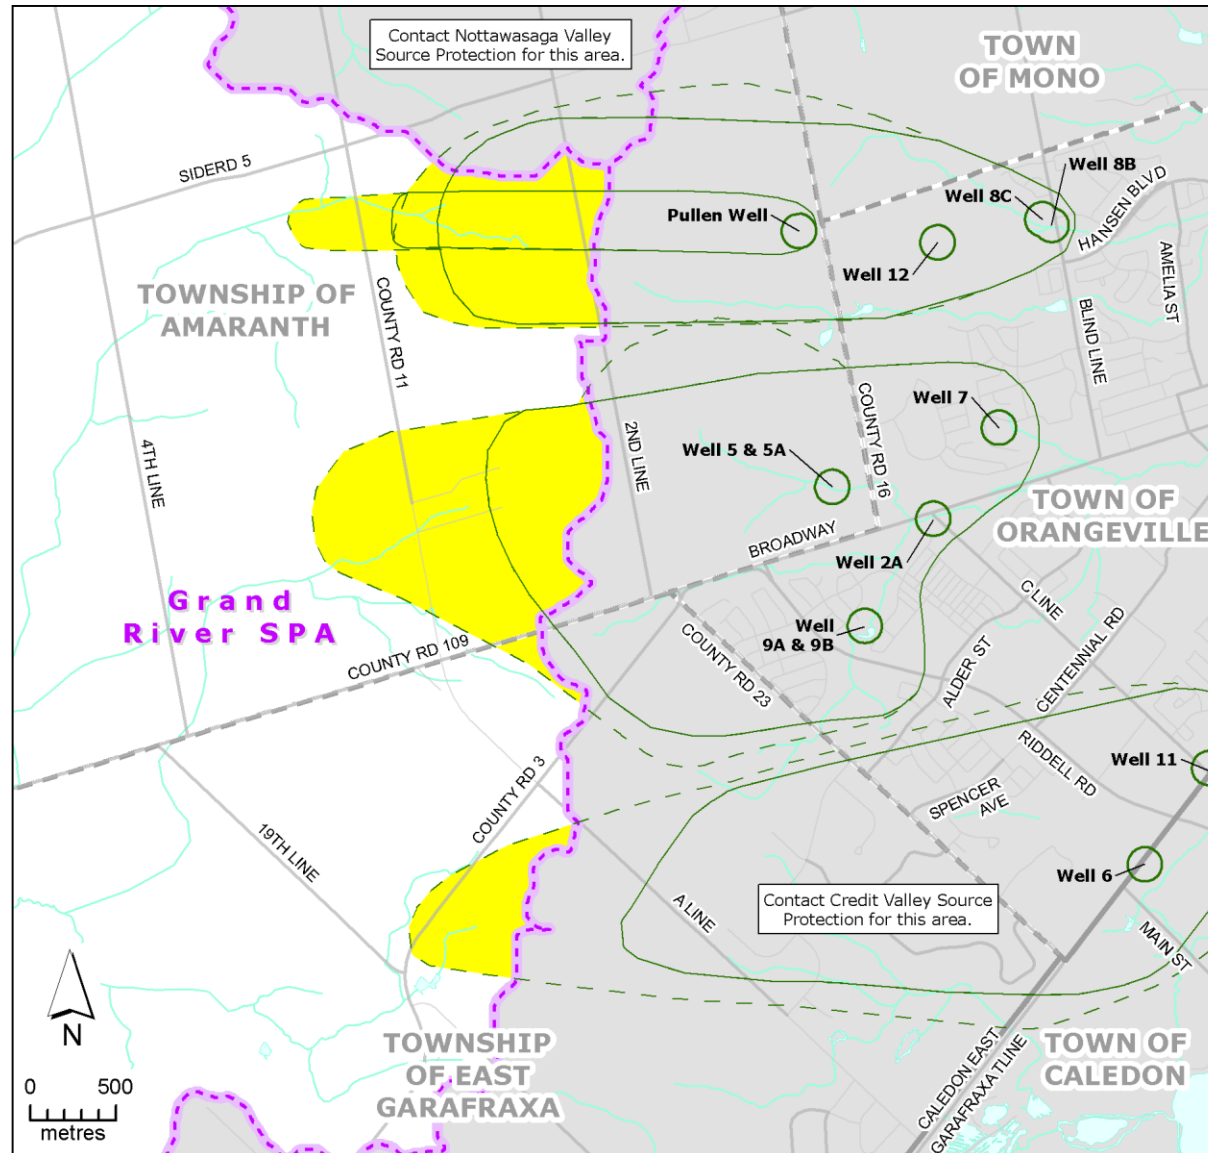 Contact Nottawasaga Valley
Source Protection for this area.
TOWN
OF MONO
SIDERD 5
Well 8B
Well 8C
HANSEN BLVD
Pullen Well
Well 12
AMELIA ST
TOWNSHIP OF
AMARANTH
COUNTY RD 11
BLIND LINE
4TH LINE
2ND LINE
COUNTY RD 16
Well 7
Well 5 & 5A
TOWN OF
ORANGEVILLE
BROADWAY
Well 2A
Grand
River SPA
C LINE
Well
9A & 9B
COUNTY RD 109
COUNTY RD 23
ALDER ST
CENTENNIAL RD
RIDDELL RD
Well 11
COUNTY RD 3
SPENCER
AVE
19TH LINE
Well 6
A LINE
Contact Credit Valley Source
Protection for this area.
MAIN ST
N
TOWNSHIP
OF EAST
GARAFRAXA
TOWN OF
CALEDON
CALEDON EAST
GARAFRAXA TLINE
0 500
metres